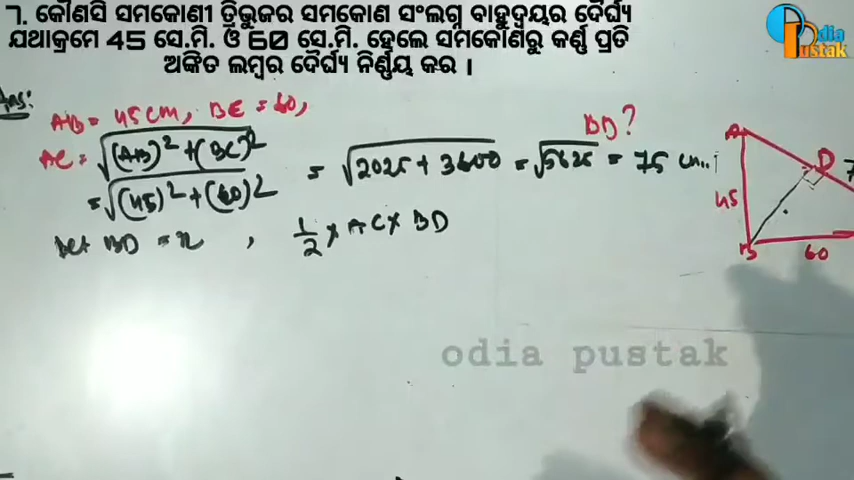 7. କୌଣସି ସମକୋଣୀ ତ୍ରିଭୁଜର ସମକୋଣ ସଂଲଗ୍ନ ବାହୁଦ୍ୱୟର ଦୈର୍ଘ୍ୟ
ଯଥାକ୍ରମେ 45 ସେ.ମି. ଓ 60 ସେ.ମି. ହେଲେ ସମକୋଣରୁ କର୍ଣ୍ଣ ପ୍ରତି
ଅଙ୍କିତ ଲମ୍ବର ଦୈର୍ଘ୍ୟ ନିର୍ଣ୍ଣୟ କର ।
Odia Pustak
Ans:
AB = 45 cm, BC = 60,
BD?
AC = √(AB)² + (BC)² = √2025 + 3600 = √5625 = 75 cm..
= √(45)² + (60)²
Let BD = x , 1/2 × AC × BD
A
D
7
45
B
60
odia pustak